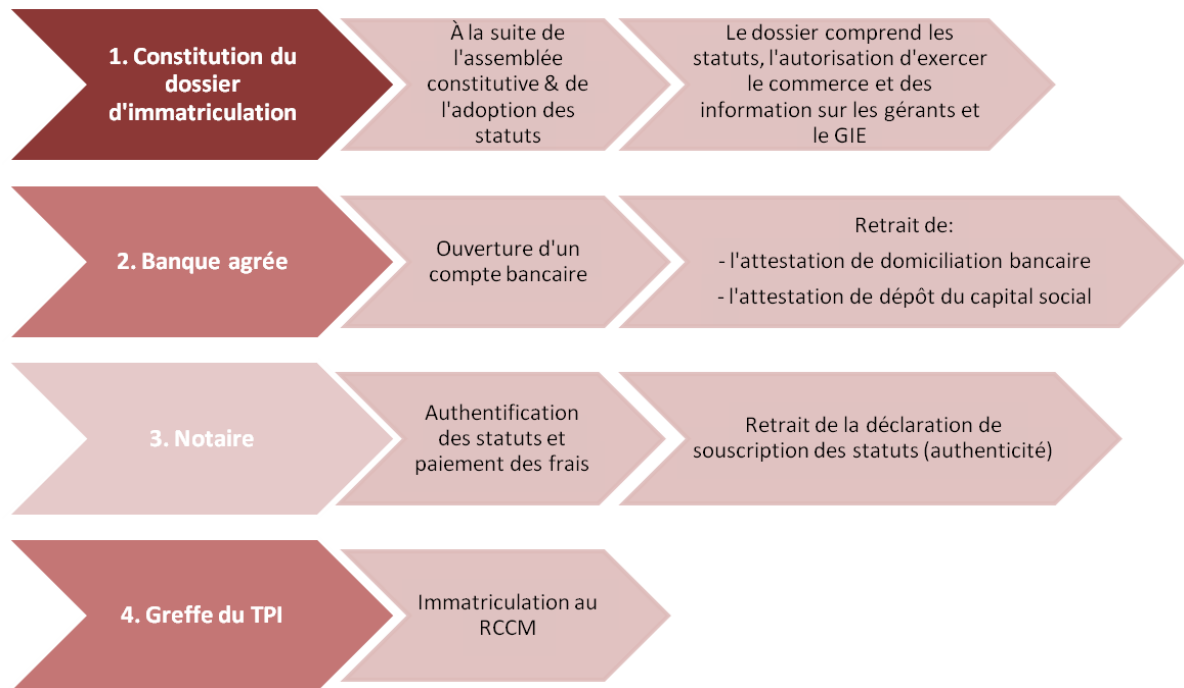 1. Constitution du
dossier
d'immatriculation
À la suite de
l'assemblée
constitutive & de
l'adoption des
statuts
Le dossier comprend les
statuts, l'autorisation d'exercer
le commerce et des
information sur les gérants et
le GIE
2. Banque agrée
Ouverture d'un
compte bancaire
Retrait de:
- l'attestation de domiciliation bancaire
- l'attestation de dépôt du capital social
3. Notaire
Authentification
des statuts et
paiement des frais
Retrait de la déclaration de
souscription des statuts (authenticité)
4. Greffe du TPI
Immatriculation au
RCCM